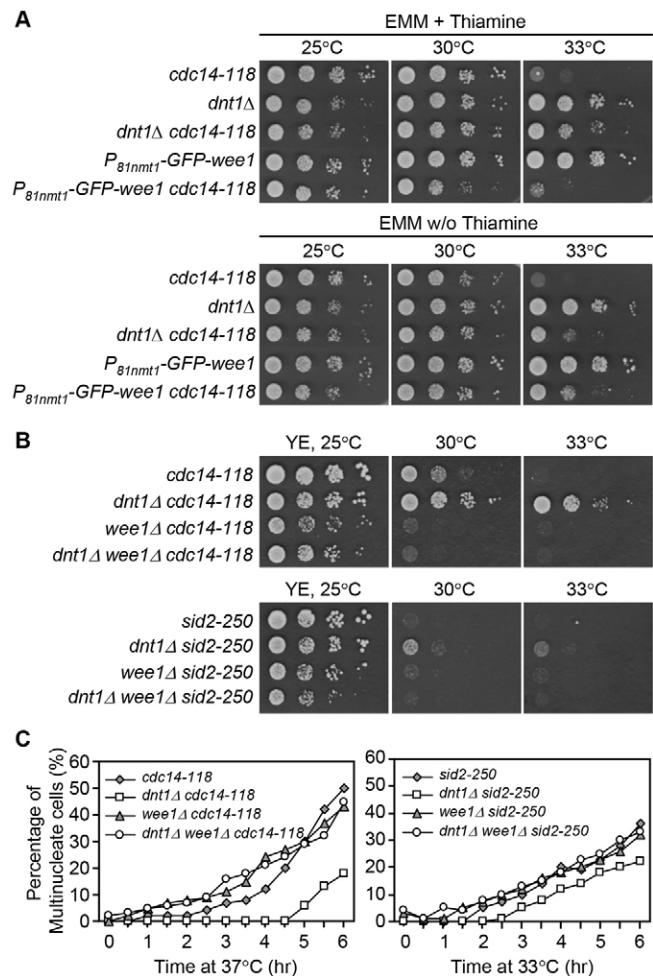 A
EMM + Thiamine
25°C 30°C 33°C
cdc14-118
dnt1Δ
dnt1Δ cdc14-118
P81nmt1-GFP-wee1
P81nmt1-GFP-wee1 cdc14-118
EMM w/o Thiamine
25°C 30°C 33°C
cdc14-118
dnt1Δ
dnt1Δ cdc14-118
P81nmt1-GFP-wee1
P81nmt1-GFP-wee1 cdc14-118
B
YE, 25°C 30°C 33°C
cdc14-118
dnt1Δ cdc14-118
wee1Δ cdc14-118
dnt1Δ wee1Δ cdc14-118
YE, 25°C 30°C 33°C
sid2-250
dnt1Δ sid2-250
wee1Δ sid2-250
dnt1Δ wee1Δ sid2-250
C
Percentage of
Multinucleate cells (%)
60
50
40
30
20
10
0
cdc14-118
dnt1Δ cdc14-118
wee1Δ cdc14-118
dnt1Δ wee1Δ cdc14-118
0 1 2 3 4 5 6
Time at 37°C (hr)
60
50
40
30
20
10
0
sid2-250
dnt1Δ sid2-250
wee1Δ sid2-250
dnt1Δ wee1Δ sid2-250
0 1 2 3 4 5 6
Time at 33°C (hr)